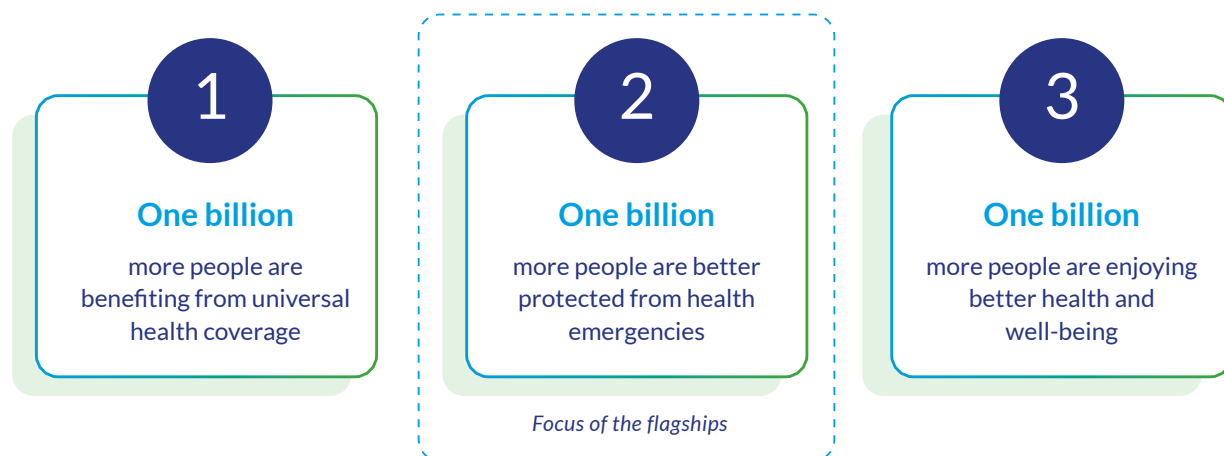 1
One billion
more people are
benefiting from universal
health coverage
2
One billion
more people are better
protected from health
emergencies
Focus of the flagships
3
One billion
more people are enjoying
better health and
well-being